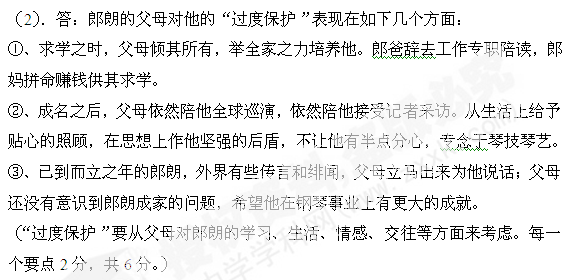 （2）．答：郎朗的父母对他的“过度保护”表现在如下几个方面：
①、求学之时，父母倾其所有，举全家之力培养他。郎爸辞去工作专职陪读，郎
妈拼命赚钱供其求学。
②、成名之后，父母依然陪他全球巡演，依然陪他接受记者采访。从生活上给予
贴心的照顾，在思想上作他坚强的后盾，不让他有半点分心，专念于琴技琴艺。
③、已到而立之年的郎朗，外界有些传言和绯闻，父母立马出来为他说话；父母
还没有意识到郎朗成家的问题，希望他在钢琴事业上有更大的成就。
（“过度保护”要从父母对郎朗的学习、生活、情感、交往等方面来考虑。每一
个要点 2 分，共 6 分。）